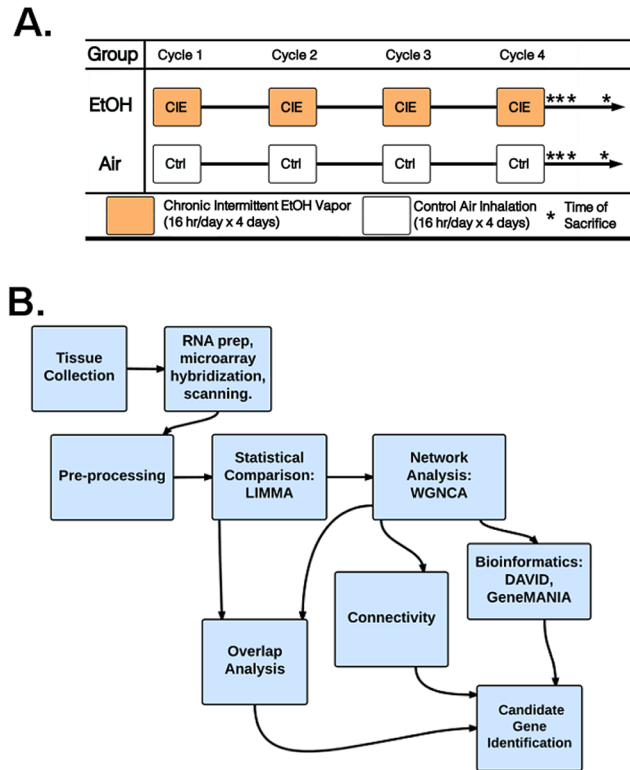 A.
Group Cycle 1 Cycle 2 Cycle 3 Cycle 4
EtOH CIE CIE CIE CIE *** *
Air Ctrl Ctrl Ctrl Ctrl *** *
Chronic Intermittent EtOH Vapor
(16 hr/day x 4 days)
Control Air Inhalation
(16 hr/day x 4 days)
* Time of
Sacrifice
B.
Tissue
Collection
RNA prep,
microarray
hybridization,
scanning.
Pre-processing
Statistical
Comparison:
LIMMA
Network
Analysis:
WGNCA
Bioinformatics:
DAVID,
GeneMANIA
Connectivity
Overlap
Analysis
Candidate
Gene
Identification